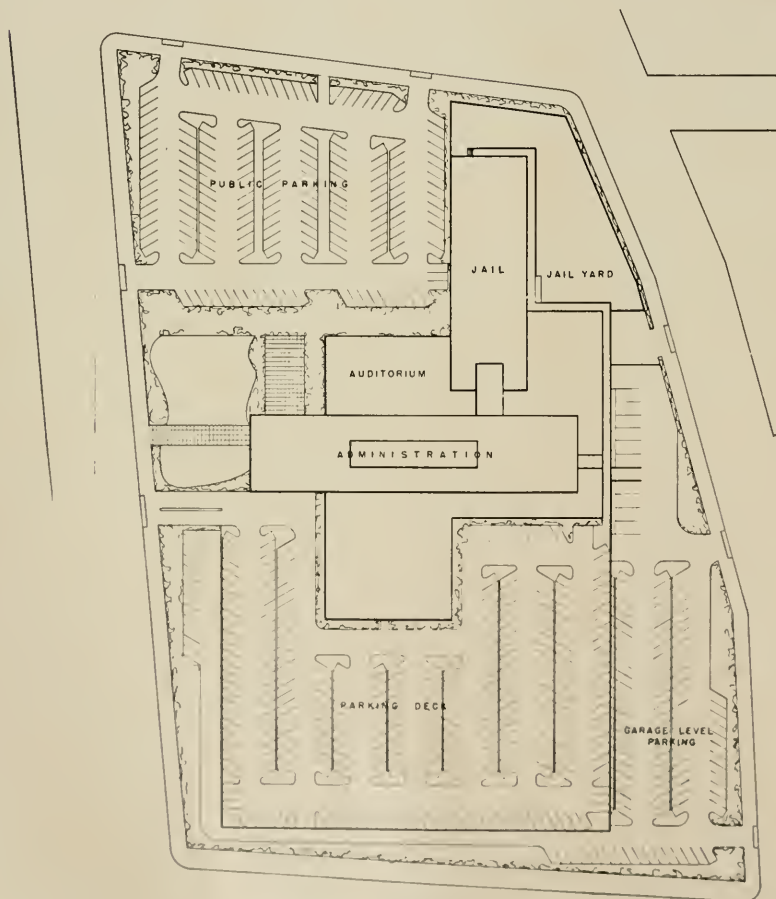 PUBLIC PARKING
JAIL
JAIL YARD
AUDITORIUM
ADMINISTRATION
PARKING DECK
GARAGE LEVEL
PARKING